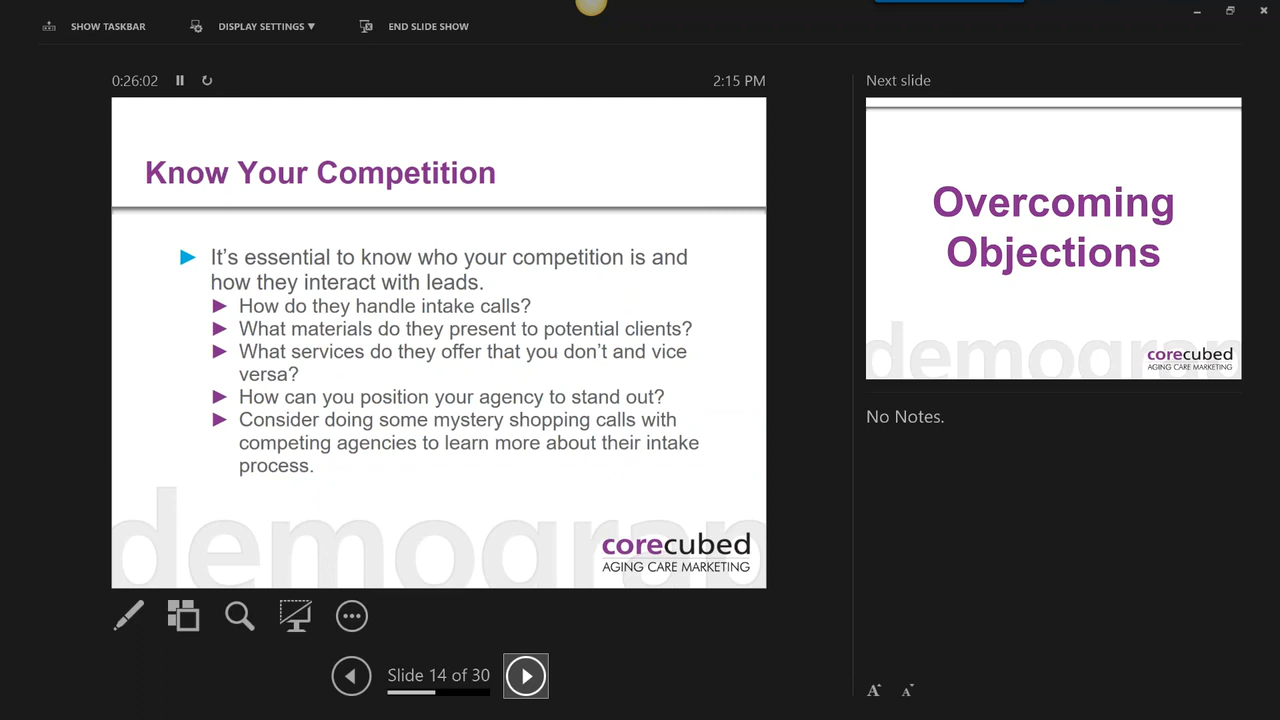 SHOW TASKBAR
DISPLAY SETTINGS ▼
END SLIDE SHOW
0:26:02
2:15 PM
Know Your Competition
It's essential to know who your competition is and
how they interact with leads.
How do they handle intake calls?
What materials do they present to potential clients?
What services do they offer that you don't and vice
versa?
How can you position your agency to stand out?
Consider doing some mystery shopping calls with
competing agencies to learn more about their intake
process.
demograp
corecubed
AGING CARE MARKETING
Slide 14 of 30
Next slide
Overcoming
Objections
demograp
corecubed
AGING CARE MARKETING
No Notes.
A A